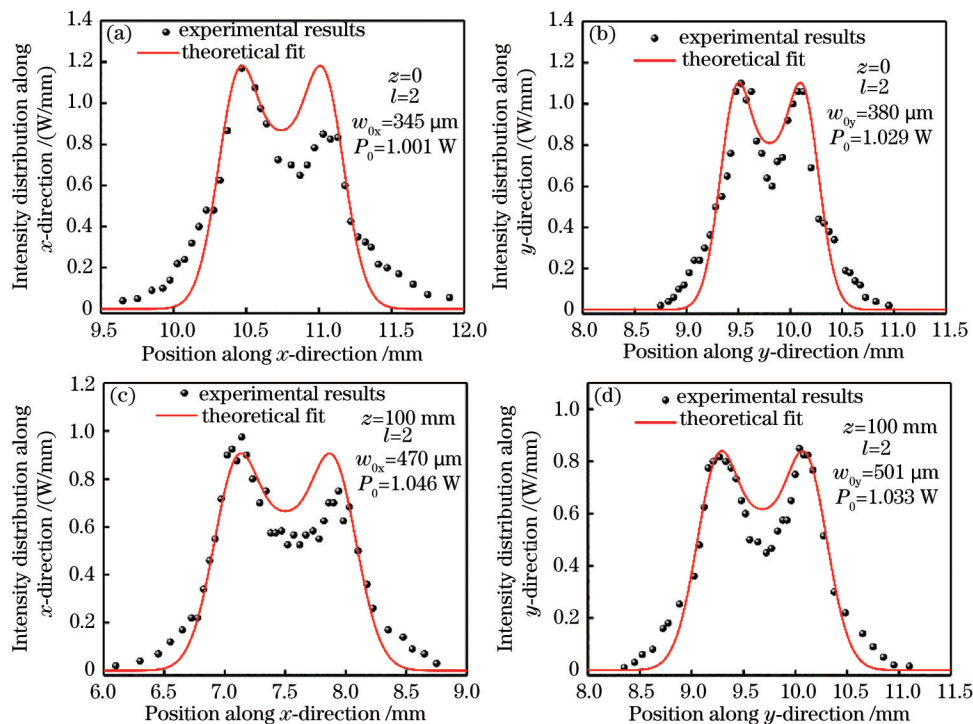 (a)
experimental results
theoretical fit
z=0
l=2
w0x=345 μm
P0=1.001 W
Intensity distribution along
x-direction /(W/mm)
1.4
1.2
1.0
0.8
0.6
0.4
0.2
0
9.5 10.0 10.5 11.0 11.5 12.0
Position along x-direction /mm
(b)
experimental results
theoretical fit
z=0
l=2
w0y=380 μm
P0=1.029 W
Intensity distribution along
y-direction /(W/mm)
1.4
1.2
1.0
0.8
0.6
0.4
0.2
0
8.0 8.5 9.0 9.5 10.0 10.5 11.0 11.5
Position along y-direction /mm
(c)
experimental results
theoretical fit
z=100 mm
l=2
w0x=470 μm
P0=1.046 W
Intensity distribution along
x-direction /(W/mm)
1.2
1.0
0.8
0.6
0.4
0.2
0
6.0 6.5 7.0 7.5 8.0 8.5 9.0
Position along x-direction /mm
(d)
experimental results
theoretical fit
z=100 mm
l=2
w0y=501 μm
P0=1.033 W
Intensity distribution along
y-direction /(W/mm)
1.0
0.8
0.6
0.4
0.2
0
8.0 8.5 9.0 9.5 10.0 10.5 11.0 11.5
Position along y-direction /mm